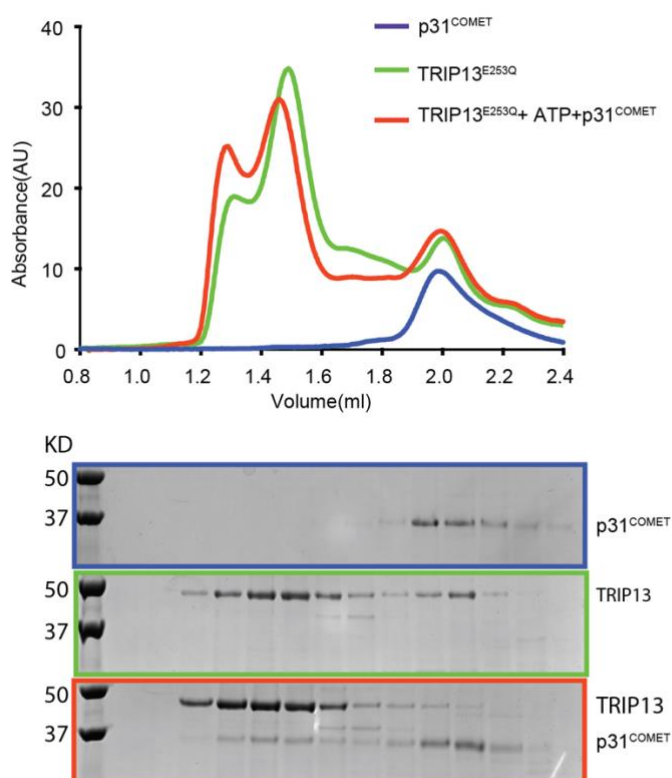 40
30
20
10
0
Absorbance(AU)
0.8 1.0 1.2 1.4 1.6 1.8 2.0 2.2 2.4
Volume(ml)
p31COMET
TRIP13E253Q
TRIP13E253Q+ ATP+p31COMET
KD
50
37
p31COMET
50
37
TRIP13
50
37
TRIP13
p31COMET